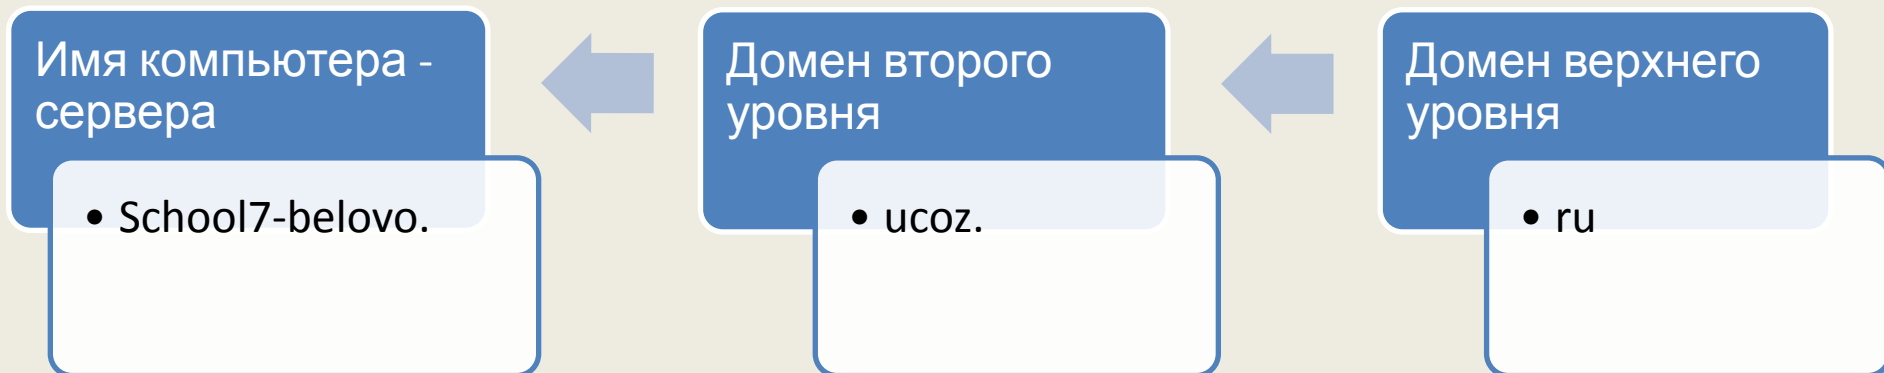 Имя компьютера -
сервера
• School7-belovo.
Домен второго
уровня
• ucoz.
Домен верхнего
уровня
• ru